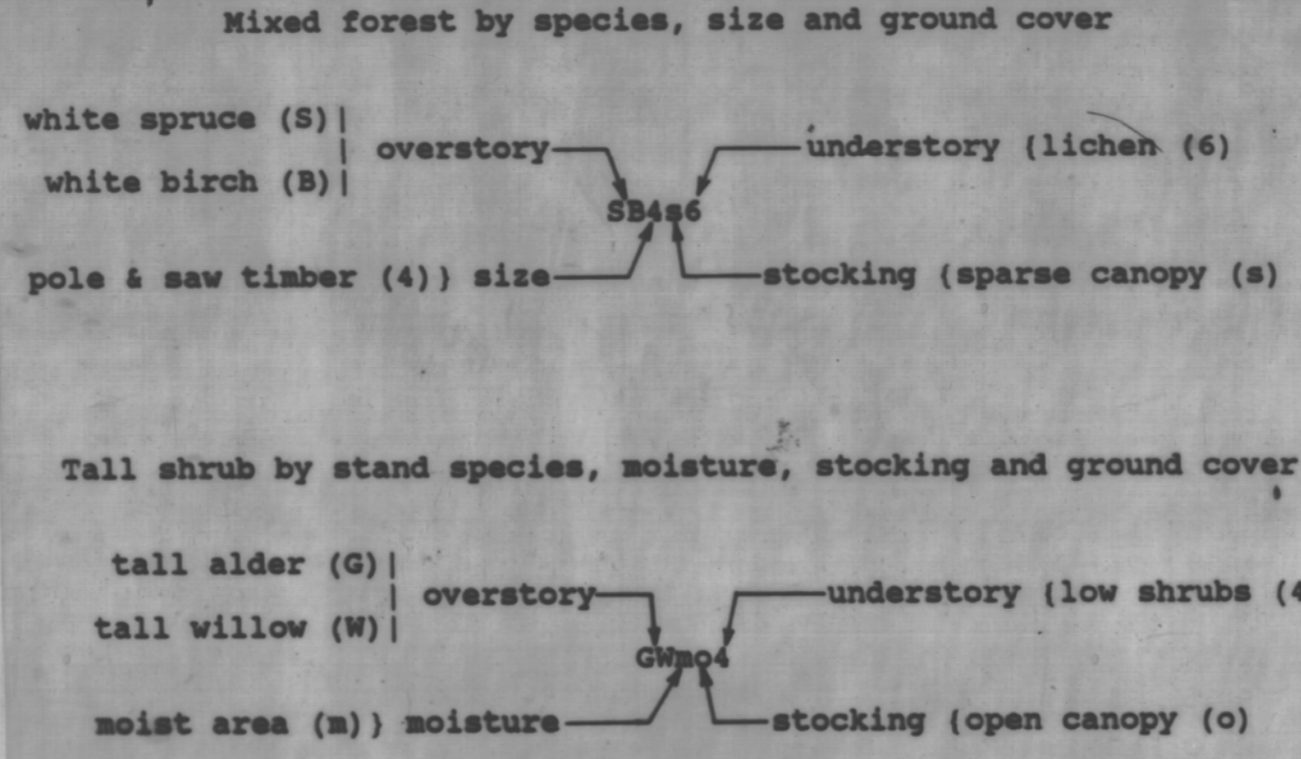 Mixed forest by species, size and ground cover
white spruce (S)|
| overstory
understory {lichen (6)
white birch (B)|
SB4s6
pole & saw timber (4)} size
stocking {sparse canopy (s)
Tall shrub by stand species, moisture, stocking and ground cover
tall alder (G)|
| overstory
understory {low shrubs (4
tall willow (W)|
GWmo4
moist area (m)} moisture
stocking {open canopy (o)